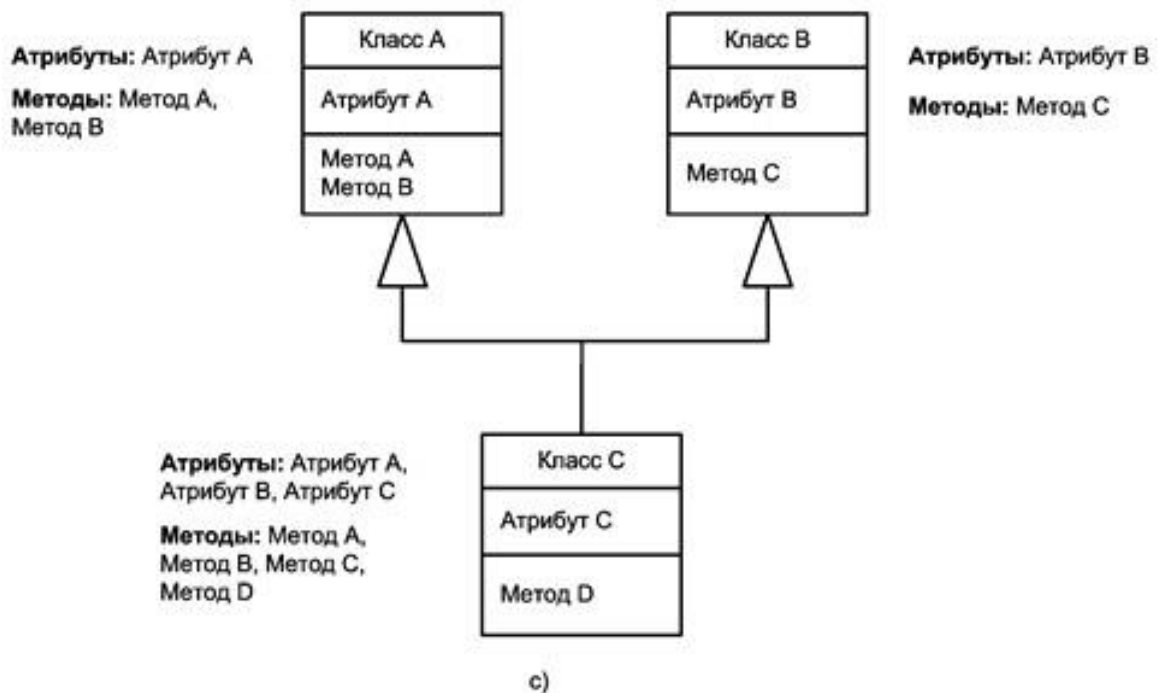 Класс A
Атрибут A
Метод A
Метод B
Атрибуты: Атрибут A
Методы: Метод A,
Метод B
Класс B
Атрибут B
Метод C
Атрибуты: Атрибут B
Методы: Метод C
Атрибуты: Атрибут A,
Атрибут B, Атрибут C
Методы: Метод A,
Метод B, Метод C,
Метод D
Класс C
Атрибут C
Метод D
c)